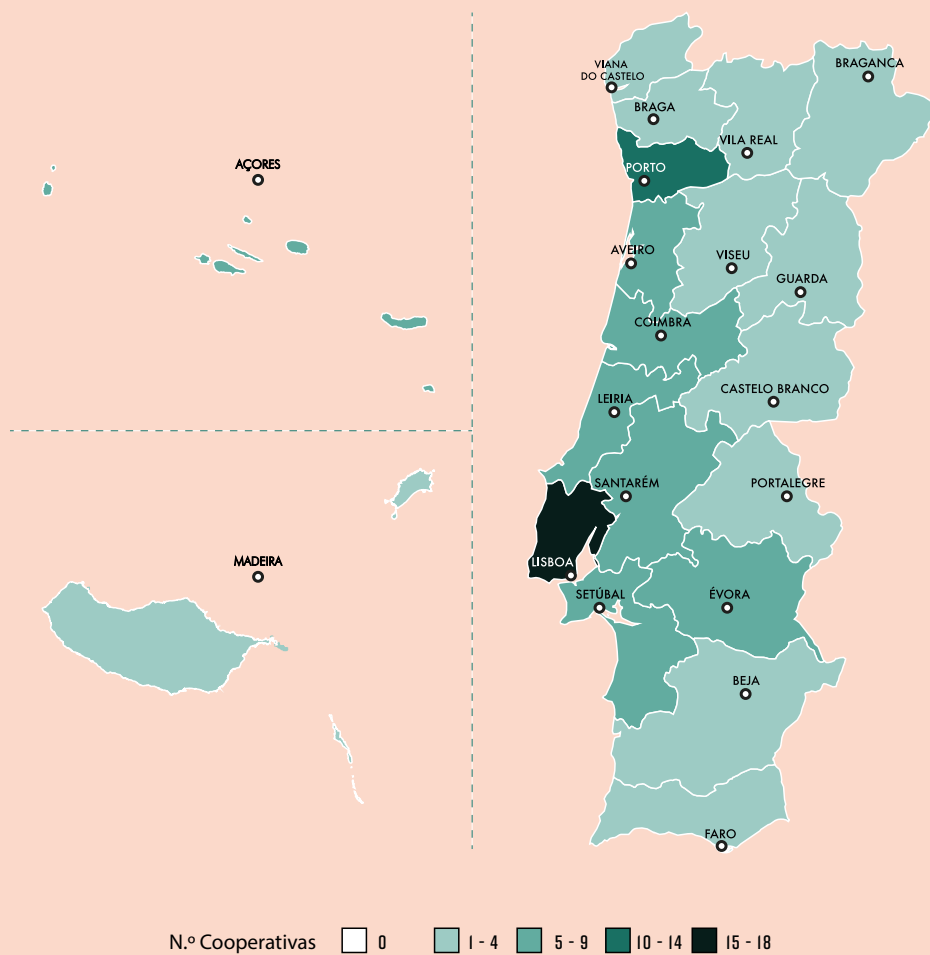 VIANA
DO CASTELO
BRAGANCA
BRAGA
VILA REAL
AÇORES
PORTO
AVEIRO
VISEU
GUARDA
COIMBRA
CASTELO BRANCO
LEIRIA
SANTARÉM
PORTALEGRE
MADEIRA
LISBOA
SETÚBAL
ÉVORA
BEJA
FARO
N.º Cooperativas 0 1 - 4 5 - 9 10 - 14 15 - 18